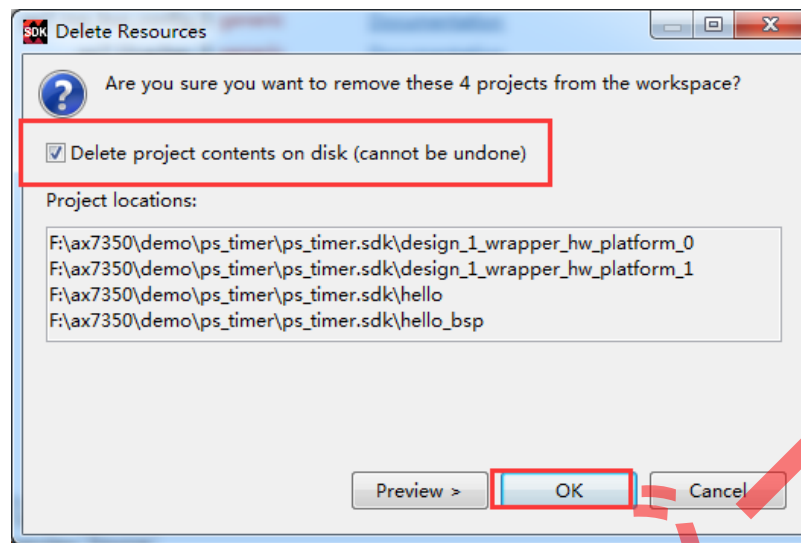 SDK Delete Resources
Are you sure you want to remove these 4 projects from the workspace?
Delete project contents on disk (cannot be undone)
Project locations:
F:\ax7350\demo\ps_timer\ps_timer.sdk\design_1_wrapper_hw_platform_0
F:\ax7350\demo\ps_timer\ps_timer.sdk\design_1_wrapper_hw_platform_1
F:\ax7350\demo\ps_timer\ps_timer.sdk\hello
F:\ax7350\demo\ps_timer\ps_timer.sdk\hello_bsp
Preview > OK Cancel